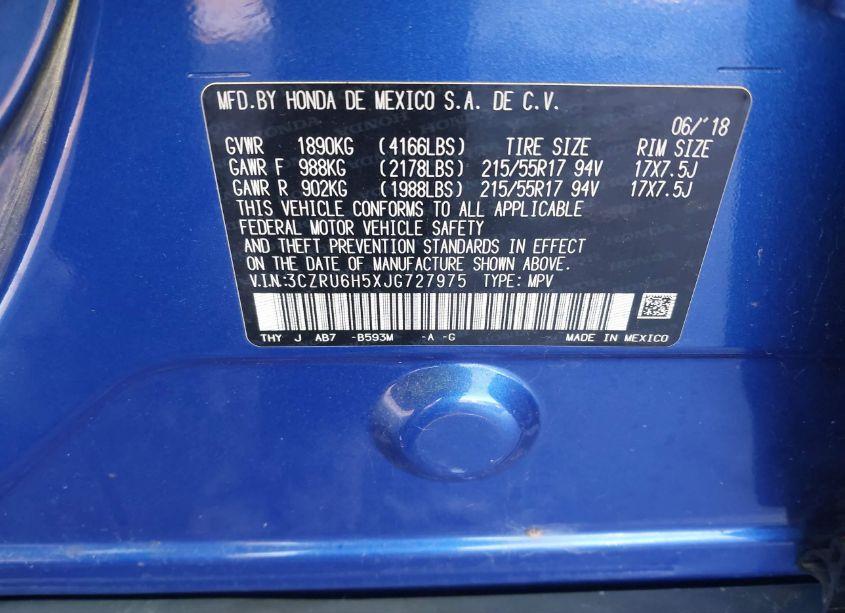 MFD.BY HONDA DE MEXICO S.A. DE C.V.
06/'18
GVWR 1890KG (4166LBS) TIRE SIZE RIM SIZE
GAWR F 988KG (2178LBS) 215/55R17 94V 17X7.5J
GAWR R 902KG (1988LBS) 215/55R17 94V 17X7.5J
THIS VEHICLE CONFORMS TO ALL APPLICABLE
FEDERAL MOTOR VEHICLE SAFETY
AND THEFT PREVENTION STANDARDS IN EFFECT
ON THE DATE OF MANUFACTURE SHOWN ABOVE.
V.I.N:3CZRU6H5XJG727975 TYPE: MPV
THY J AB7 -B593M -A -G MADE IN MEXICO